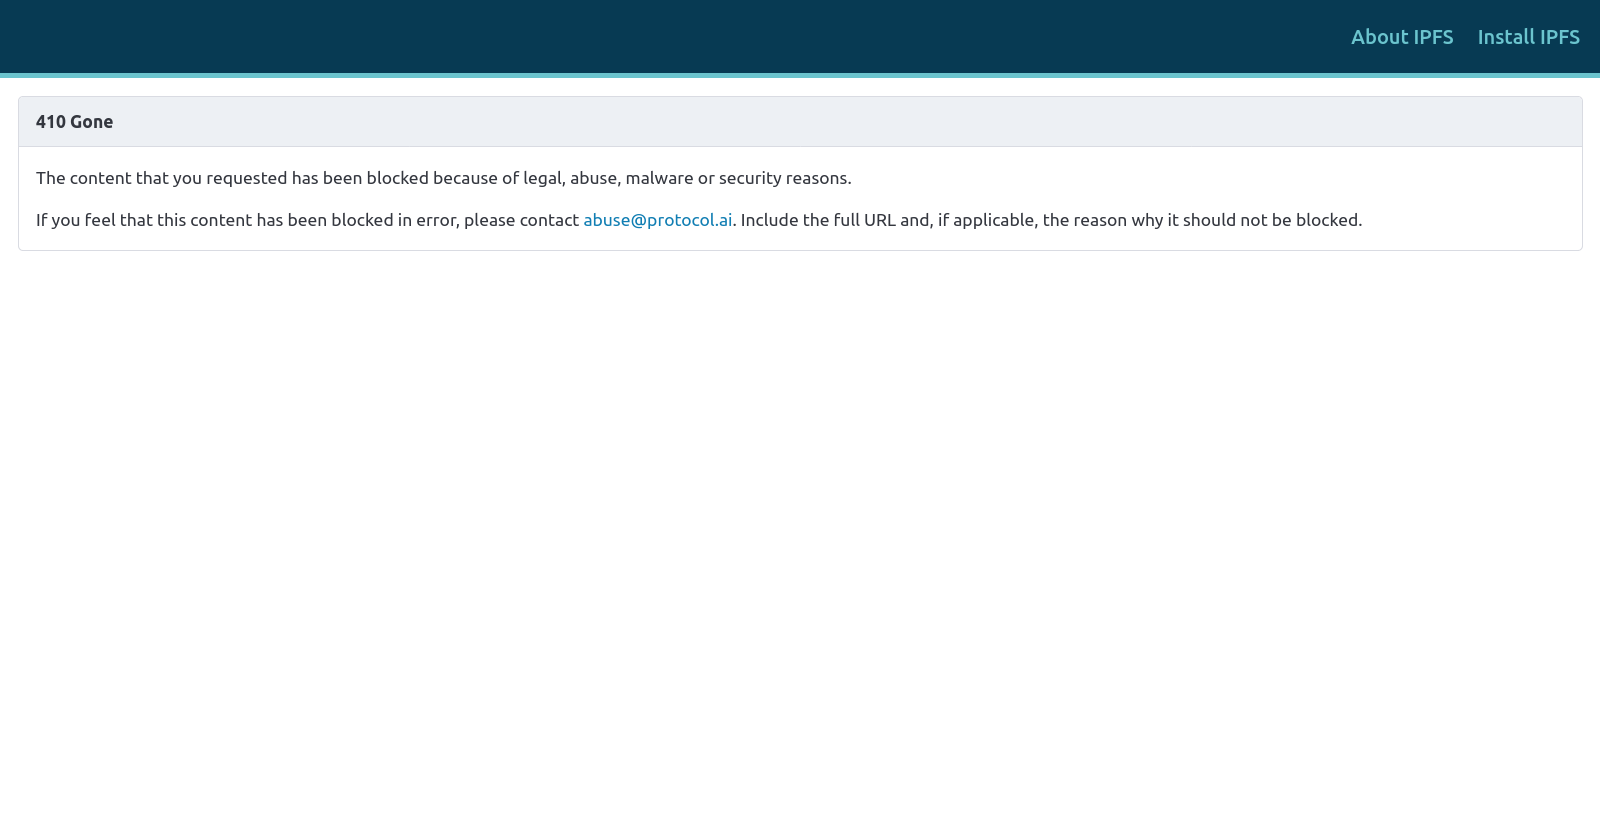 About IPFS Install IPFS
410 Gone
The content that you requested has been blocked because of legal, abuse, malware or security reasons.
If you feel that this content has been blocked in error, please contact abuse@protocol.ai. Include the full URL and, if applicable, the reason why it should not be blocked.